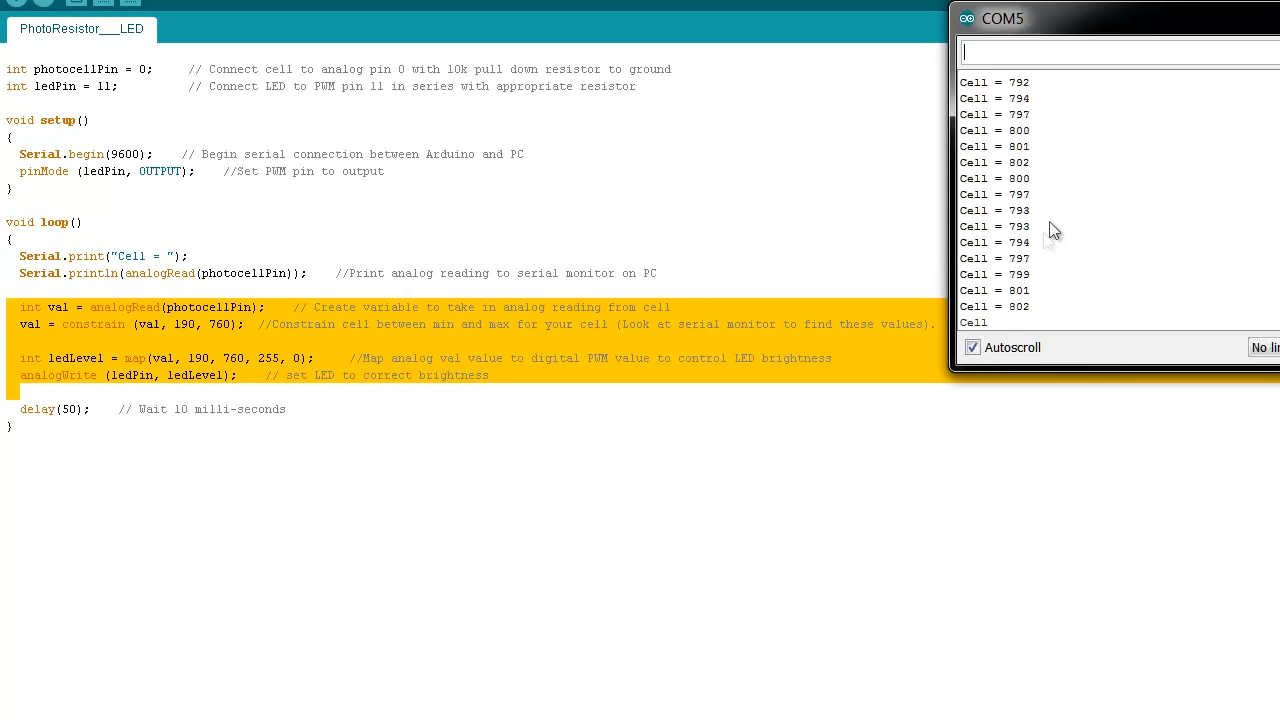 PhotoResistor___LED
int photocellPin = 0;     // Connect cell to analog pin 0 with 10k pull down resistor to ground
int ledPin = 11;          // Connect LED to PWM pin 11 in series with appropriate resistor
void setup()
{
Serial.begin(9600);    // Begin serial connection between Arduino and PC
pinMode (ledPin, OUTPUT);    //Set PWM pin to output
}
void loop()
{
Serial.print("Cell = ");
Serial.println(analogRead(photocellPin));    //Print analog reading to serial monitor on PC
int val = analogRead(photocellPin);    // Create variable to take in analog reading from cell
val = constrain (val, 190, 760);  //Constrain cell between min and max for your cell (Look at serial monitor to find these values).
int ledLevel = map(val, 190, 760, 255, 0);     //Map analog val value to digital PWM value to control LED brightness
analogWrite (ledPin, ledLevel);    // set LED to correct brightness
delay(50);    // Wait 10 milli-seconds
}
COM5
Cell = 792
Cell = 794
Cell = 797
Cell = 800
Cell = 801
Cell = 802
Cell = 800
Cell = 797
Cell = 793
Cell = 793
Cell = 794
Cell = 797
Cell = 799
Cell = 801
Cell = 802
Cell
Autoscroll
No lin